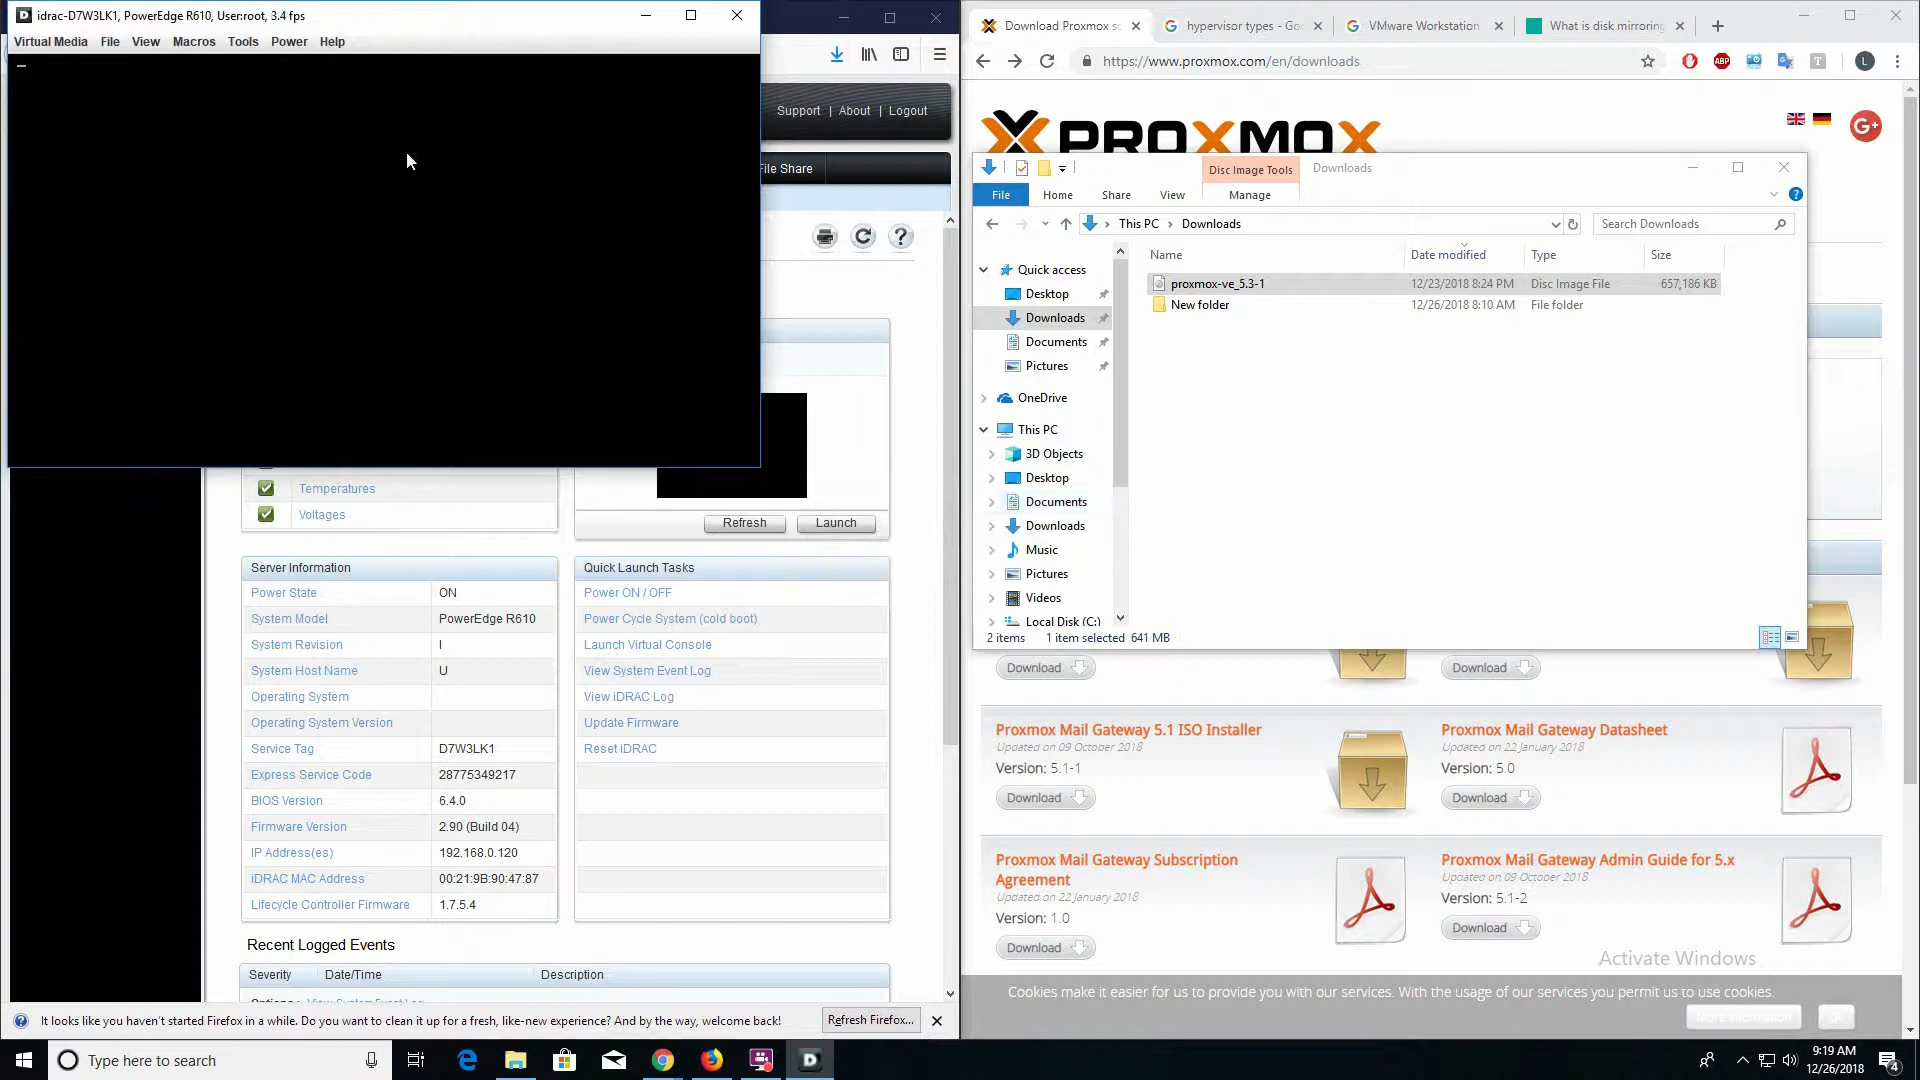 idrac-D7W3LK1, PowerEdge R610, User:root, 3.4 fps
Virtual Media File View Macros Tools Power Help
Support | About | Logout
File Share
Temperatures
Voltages
Refresh Launch
Server Information
Power State ON
System Model PowerEdge R610
System Revision I
System Host Name U
Operating System
Operating System Version
Service Tag D7W3LK1
Express Service Code 28775349217
BIOS Version 6.4.0
Firmware Version 2.90 (Build 04)
IP Address(es) 192.168.0.120
iDRAC MAC Address 00:21:9B:90:47:87
Lifecycle Controller Firmware 1.7.5.4
Quick Launch Tasks
Power ON / OFF
Power Cycle System (cold boot)
Launch Virtual Console
View System Event Log
View iDRAC Log
Update Firmware
Reset iDRAC
Recent Logged Events
Severity Date/Time Description
It looks like you haven't started Firefox in a while. Do you want to clean it up for a fresh, like-new experience? And by the way, welcome back!
Refresh Firefox...
Download Proxmox so
hypervisor types - Goo
VMware Workstation
What is disk mirroring
https://www.proxmox.com/en/downloads
ABP
L
PROXMOX
G+
Disc Image Tools Downloads
File Home Share View Manage
This PC Downloads
Search Downloads
Name Date modified Type Size
proxmox-ve_5.3-1 12/23/2018 8:24 PM Disc Image File 657,186 KB
New folder 12/26/2018 8:10 AM File folder
Quick access
Desktop
Downloads
Documents
Pictures
OneDrive
This PC
3D Objects
Desktop
Documents
Downloads
Music
Pictures
Videos
Local Disk (C:)
2 items 1 item selected 641 MB
Download
Download
Proxmox Mail Gateway 5.1 ISO Installer
Updated on 09 October 2018
Version: 5.1-1
Download
Proxmox Mail Gateway Datasheet
Updated on 22 January 2018
Version: 5.0
Download
Proxmox Mail Gateway Subscription
Agreement
Updated on 22 January 2018
Version: 1.0
Download
Proxmox Mail Gateway Admin Guide for 5.x
Updated on 09 October 2018
Version: 5.1-2
Download
Activate Windows
Cookies make it easier for us to provide you with our services. With the usage of our services you permit us to use cookies.
More information
Type here to search
9:19 AM
12/26/2018
4